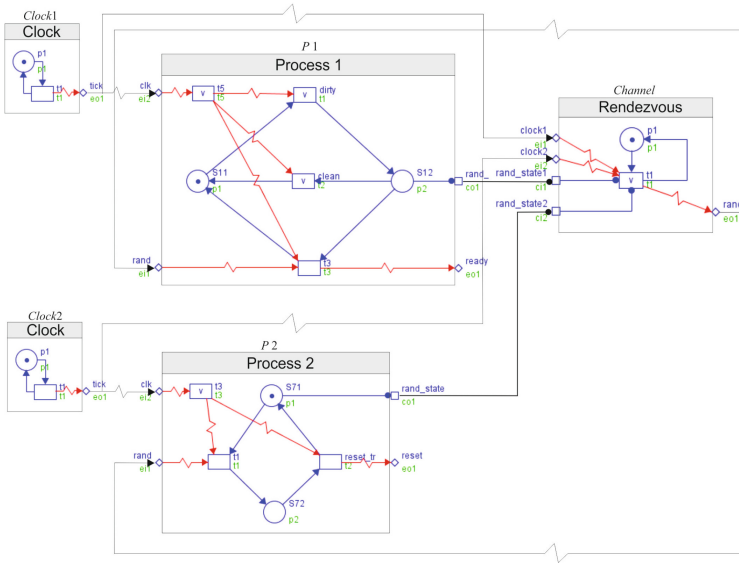 Clock1
Clock
p1
p1
t1
t1
tick
eo1
P 1
Process 1
clk
ei2
v
t5
t5
v
dirty
t1
S11
p1
v
clean
t2
S12
p2
rand_
co1
rand
ei1
t3
t3
ready
eo1
Channel
Rendezvous
clock1
ei1
clock2
ei2
p1
p1
rand_state1
ci1
v
t1
t1
rand_state2
ci2
rand
eo1
Clock2
Clock
p1
p1
t1
t1
tick
eo1
P 2
Process 2
clk
ei2
v
t3
t3
S71
p1
rand_state
co1
rand
ei1
t1
t1
reset_tr
t2
reset
eo1
S72
p2